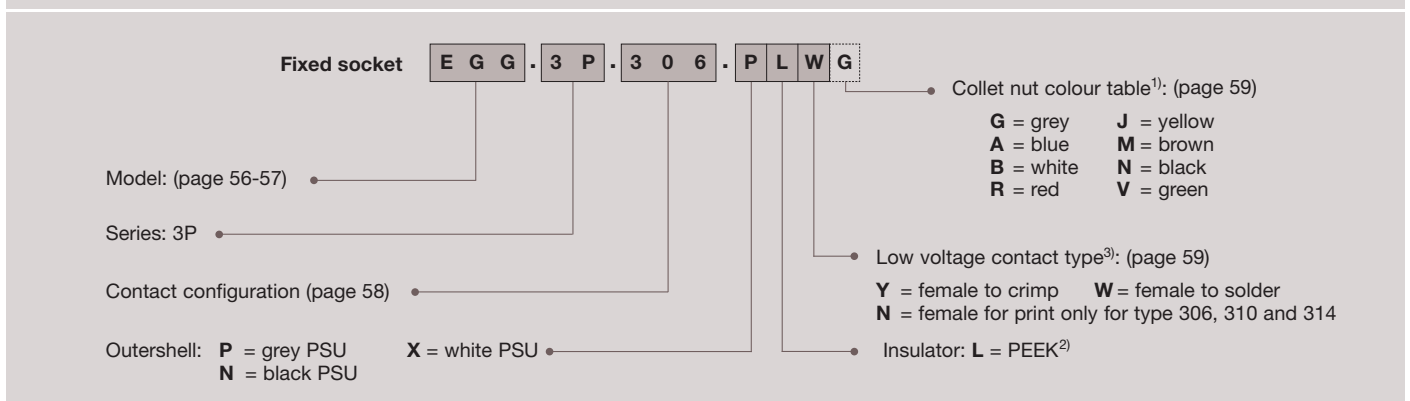 Fixed socket E G G . 3 P . 3 0 6 . P L W G
Collet nut colour table1): (page 59)
G = grey J = yellow
A = blue M = brown
B = white N = black
R = red V = green
Model: (page 56-57)
Series: 3P
Low voltage contact type3): (page 59)
Y = female to crimp W = female to solder
N = female for print only for type 306, 310 and 314
Contact configuration (page 58)
Outershell: P = grey PSU X = white PSU
N = black PSU
Insulator: L = PEEK2)